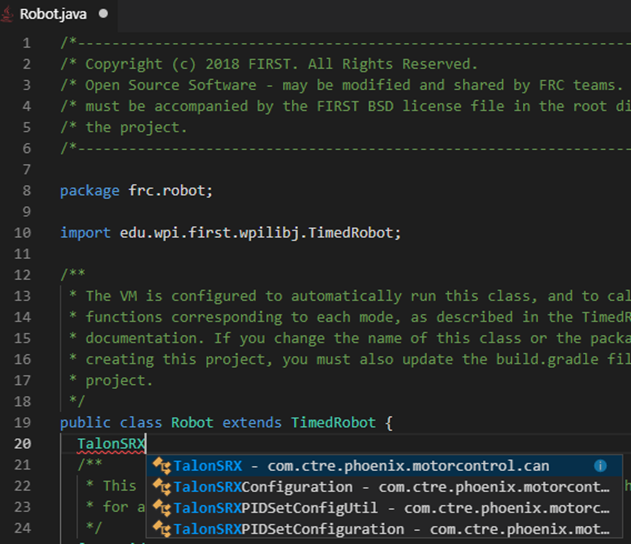 Robot.java
1 /*-----------------------------------------------------------------
2 /* Copyright (c) 2018 FIRST. All Rights Reserved.
3 /* Open Source Software - may be modified and shared by FRC teams.
4 /* must be accompanied by the FIRST BSD license file in the root di
5 /* the project.
6 /*-----------------------------------------------------------------
7
8 package frc.robot;
9
10 import edu.wpi.first.wpilibj.TimedRobot;
11
12 /**
13 * The VM is configured to automatically run this class, and to cal
14 * functions corresponding to each mode, as described in the TimedR
15 * documentation. If you change the name of this class or the packa
16 * creating this project, you must also update the build.gradle fil
17 * project.
18 */
19 public class Robot extends TimedRobot {
20 TalonSRX
TalonSRX - com.ctre.phoenix.motorcontrol.can
21 /**
TalonSRXConfiguration - com.ctre.phoenix.motorcont...
22 * This
TalonSRXPIDSetConfigUtil - com.ctre.phoenix.motorc...
23 * for a
TalonSRXPIDSetConfiguration - com.ctre.phoenix.mot...
24 */